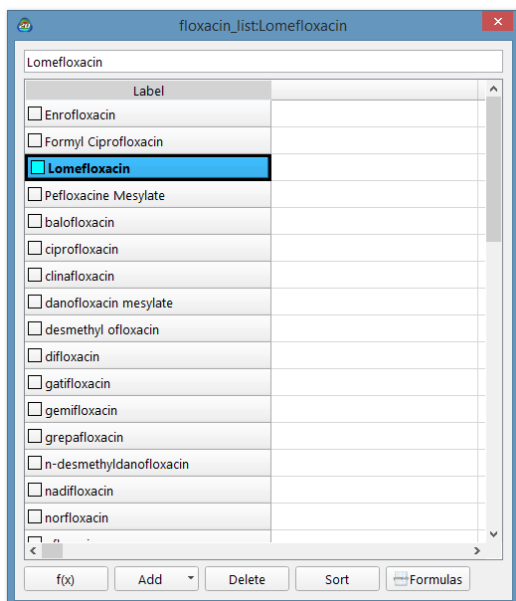 floxacin_list:Lomefloxacin
Lomefloxacin
Label
Enrofloxacin
Formyl Ciprofloxacin
Lomefloxacin
Pefloxacine Mesylate
balofloxacin
ciprofloxacin
clinafloxacin
danofloxacin mesylate
desmethyl ofloxacin
difloxacin
gatifloxacin
gemifloxacin
grepafloxacin
n-desmethyldanofloxacin
nadifloxacin
norfloxacin
f(x) Add Delete Sort Formulas